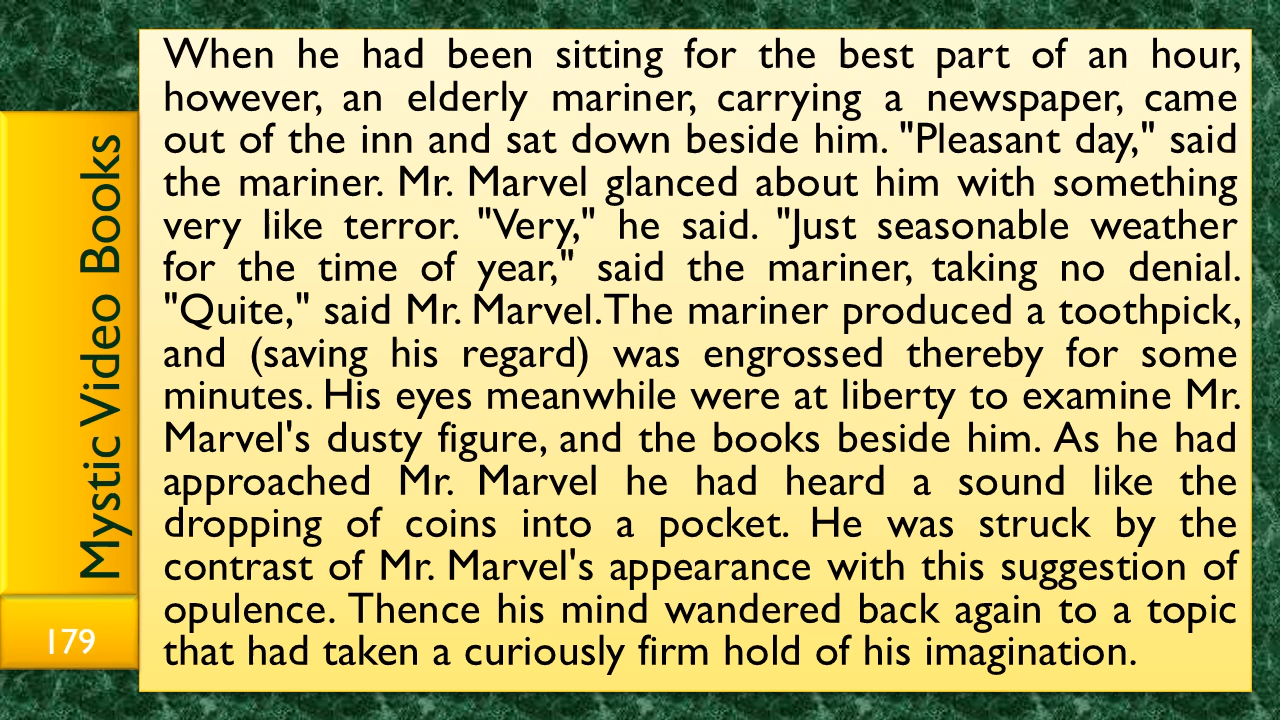 When he had been sitting for the best part of an hour,
however, an elderly mariner, carrying a newspaper, came
out of the inn and sat down beside him. "Pleasant day," said
the mariner. Mr. Marvel glanced about him with something
very like terror. "Very," he said. "Just seasonable weather
for the time of year," said the mariner, taking no denial.
"Quite," said Mr. Marvel.The mariner produced a toothpick,
and (saving his regard) was engrossed thereby for some
minutes. His eyes meanwhile were at liberty to examine Mr.
Marvel's dusty figure, and the books beside him. As he had
approached Mr. Marvel he had heard a sound like the
dropping of coins into a pocket. He was struck by the
contrast of Mr. Marvel's appearance with this suggestion of
opulence. Thence his mind wandered back again to a topic
that had taken a curiously firm hold of his imagination.
Mystic Video Books
179